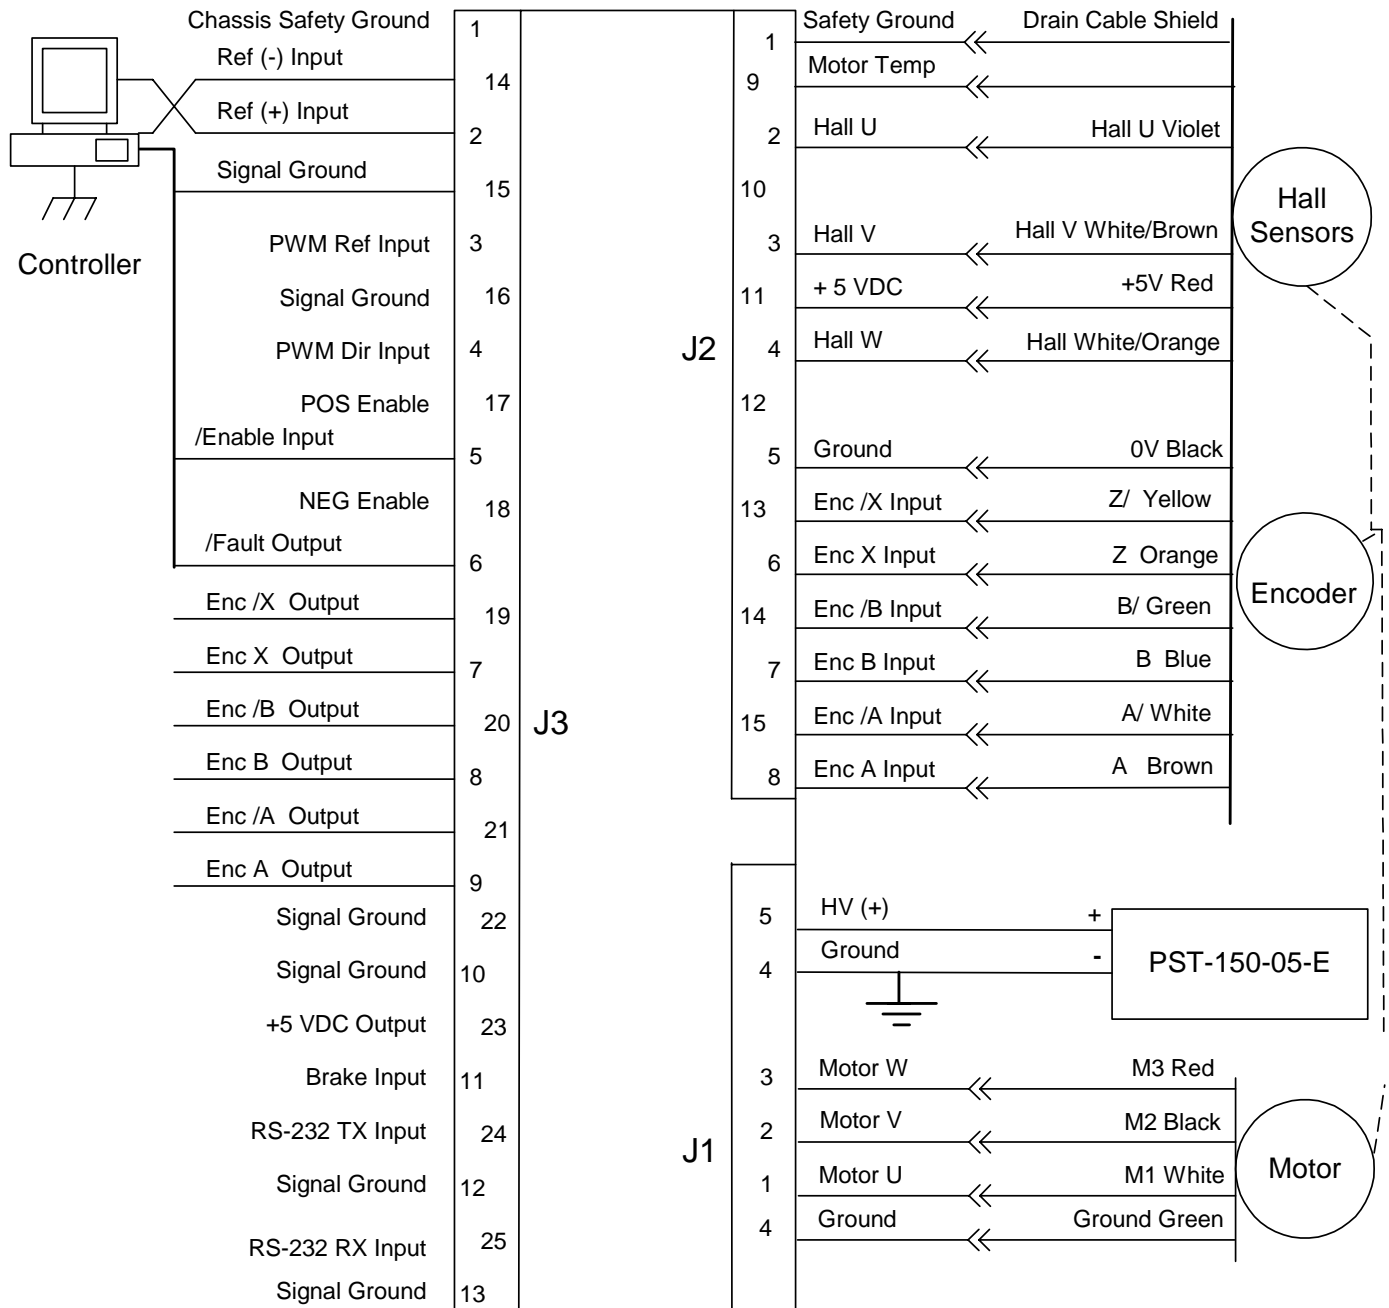 Chassis Safety Ground 1
Ref (-) Input 14
Ref (+) Input 2
Signal Ground 15
PWM Ref Input 3
Signal Ground 16
PWM Dir Input 4
POS Enable 17
/Enable Input 5
NEG Enable 18
/Fault Output 6
Enc /X Output 19
Enc X Output 7
Enc /B Output 20
Enc B Output 8
Enc /A Output 21
Enc A Output 9
Signal Ground 22
Signal Ground 10
+5 VDC Output 23
Brake Input 11
RS-232 TX Input 24
Signal Ground 12
RS-232 RX Input 25
Signal Ground 13
Controller
J3
J2
1 Safety Ground Drain Cable Shield
9 Motor Temp
2 Hall U Hall U Violet
10
3 Hall V Hall V White/Brown
11 + 5 VDC +5V Red
4 Hall W Hall White/Orange
12
5 Ground 0V Black
13 Enc /X Input Z/ Yellow
6 Enc X Input Z Orange
14 Enc /B Input B/ Green
7 Enc B Input B Blue
15 Enc /A Input A/ White
8 Enc A Input A Brown
Hall
Sensors
Encoder
J1
5 HV (+) +
4 Ground -
PST-150-05-E
3 Motor W M3 Red
2 Motor V M2 Black
1 Motor U M1 White
4 Ground Ground Green
Motor